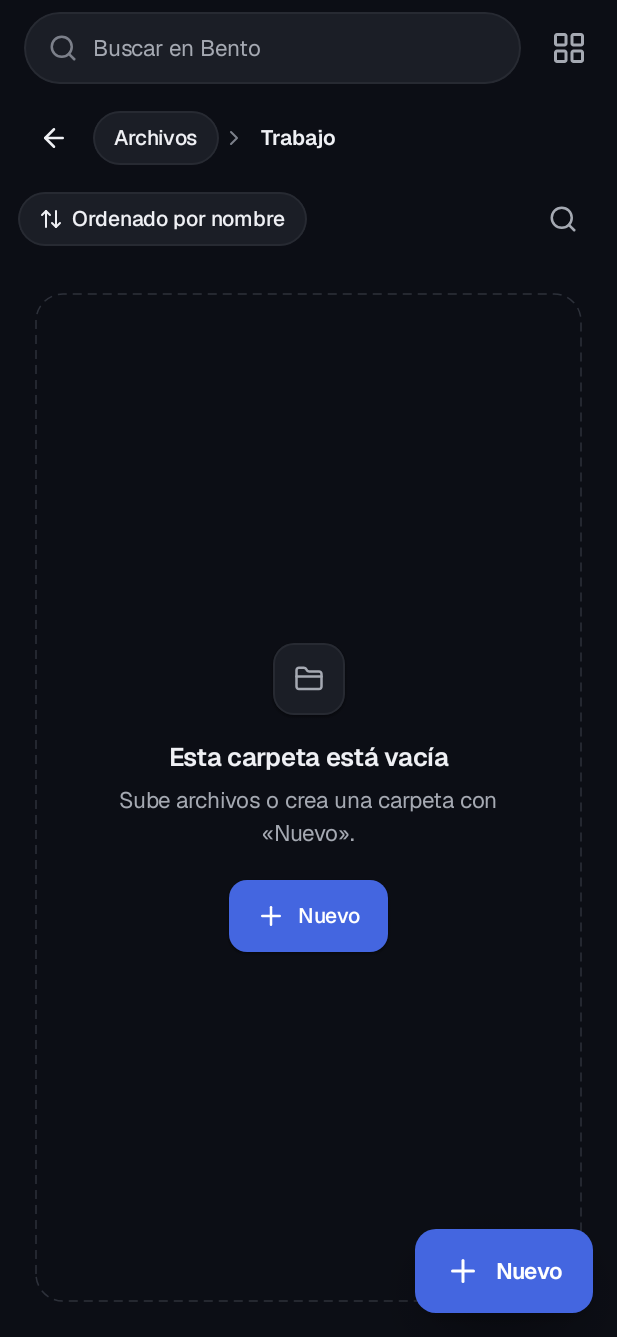 Buscar en Bento
Archivos > Trabajo
Ordenado por nombre
Esta carpeta está vacía
Sube archivos o crea una carpeta con
«Nuevo».
Nuevo
Nuevo